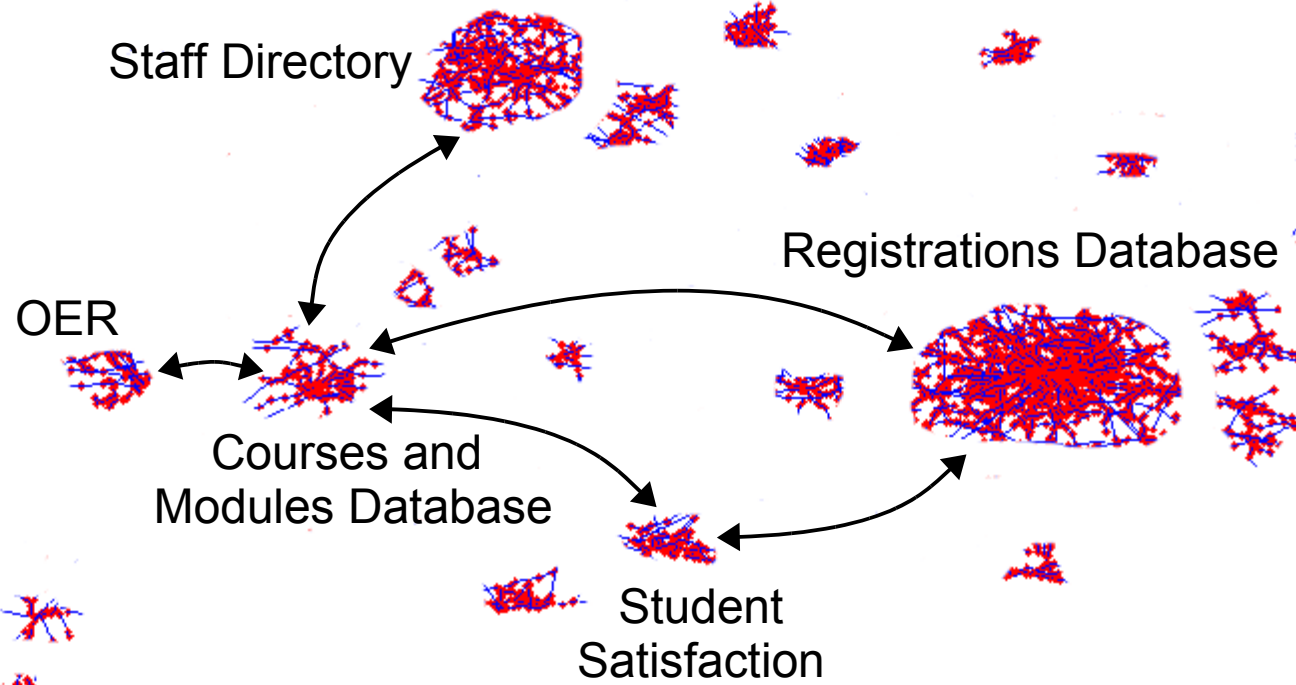 Staff Directory
Registrations Database
OER
Courses and
Modules Database
Student
Satisfaction